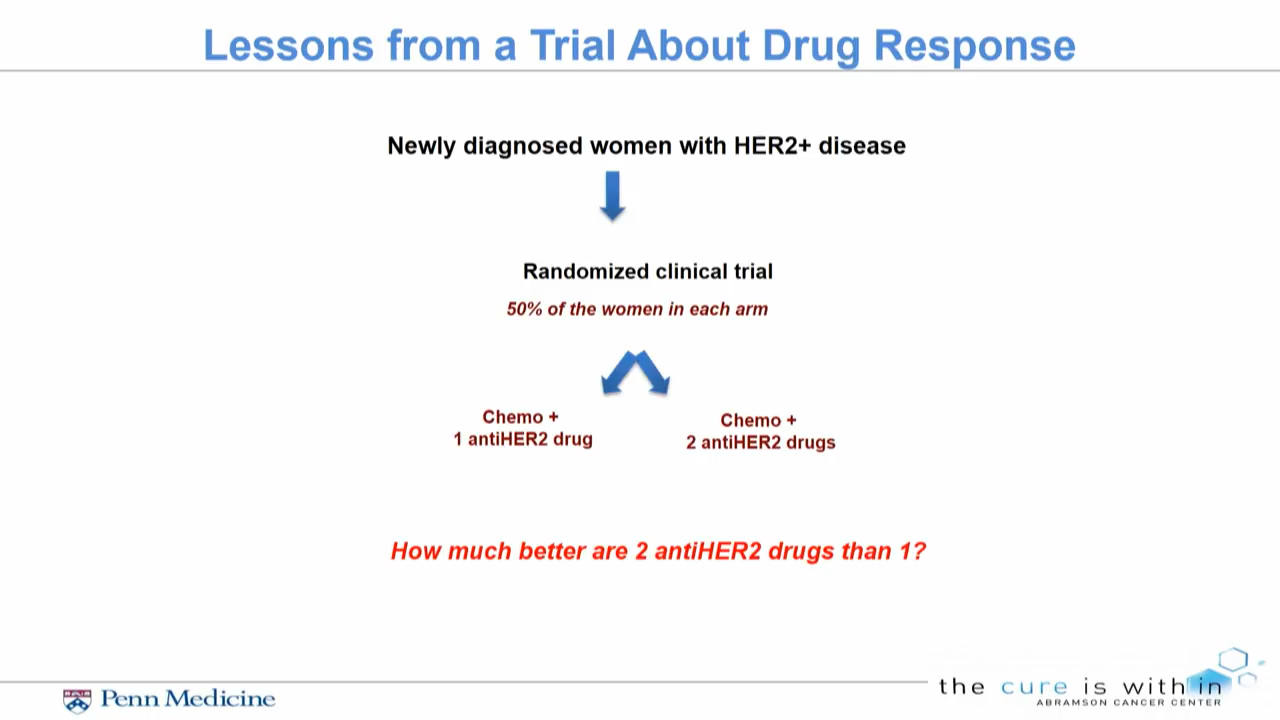 Lessons from a Trial About Drug Response
Newly diagnosed women with HER2+ disease
Randomized clinical trial
50% of the women in each arm
Chemo +
1 antiHER2 drug
Chemo +
2 antiHER2 drugs
How much better are 2 antiHER2 drugs than 1?
Penn Medicine
the cure is within
ABRAMSON CANCER CENTER